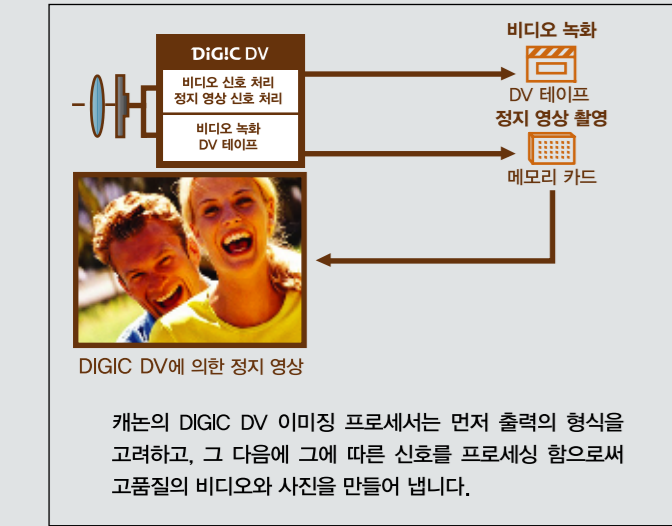 비디오 녹화
DiG!C DV
비디오 신호 처리
정지 영상 신호 처리
DV 테이프
정지 영상 촬영
비디오 녹화
DV 테이프
메모리 카드
DIGIC DV에 의한 정지 영상
캐논의 DIGIC DV 이미징 프로세서는 먼저 출력의 형식을
고려하고, 그 다음에 그에 따른 신호를 프로세싱 함으로써
고품질의 비디오와 사진을 만들어 냅니다.